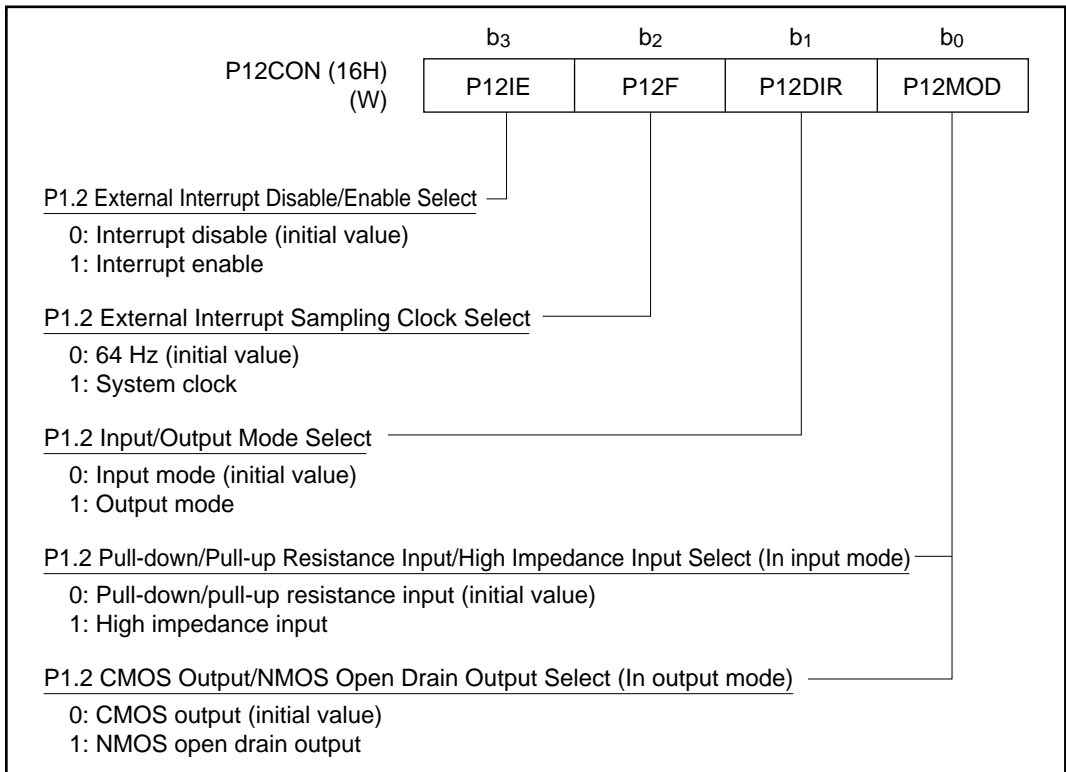 b3 b2 b1 b0
P12CON (16H)
(W)
P12IE P12F P12DIR P12MOD
P1.2 External Interrupt Disable/Enable Select
0: Interrupt disable (initial value)
1: Interrupt enable
P1.2 External Interrupt Sampling Clock Select
0: 64 Hz (initial value)
1: System clock
P1.2 Input/Output Mode Select
0: Input mode (initial value)
1: Output mode
P1.2 Pull-down/Pull-up Resistance Input/High Impedance Input Select (In input mode)
0: Pull-down/pull-up resistance input (initial value)
1: High impedance input
P1.2 CMOS Output/NMOS Open Drain Output Select (In output mode)
0: CMOS output (initial value)
1: NMOS open drain output